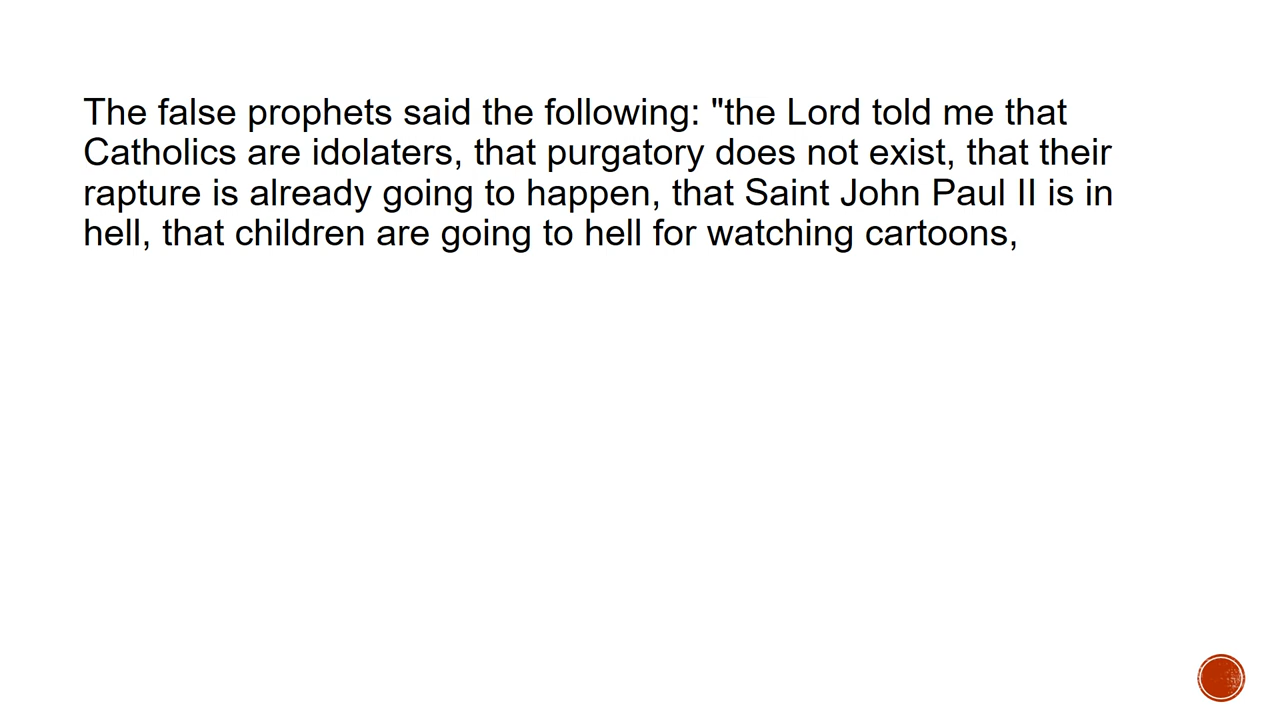 The false prophets said the following: "the Lord told me that
Catholics are idolaters, that purgatory does not exist, that their
rapture is already going to happen, that Saint John Paul II is in
hell, that children are going to hell for watching cartoons,